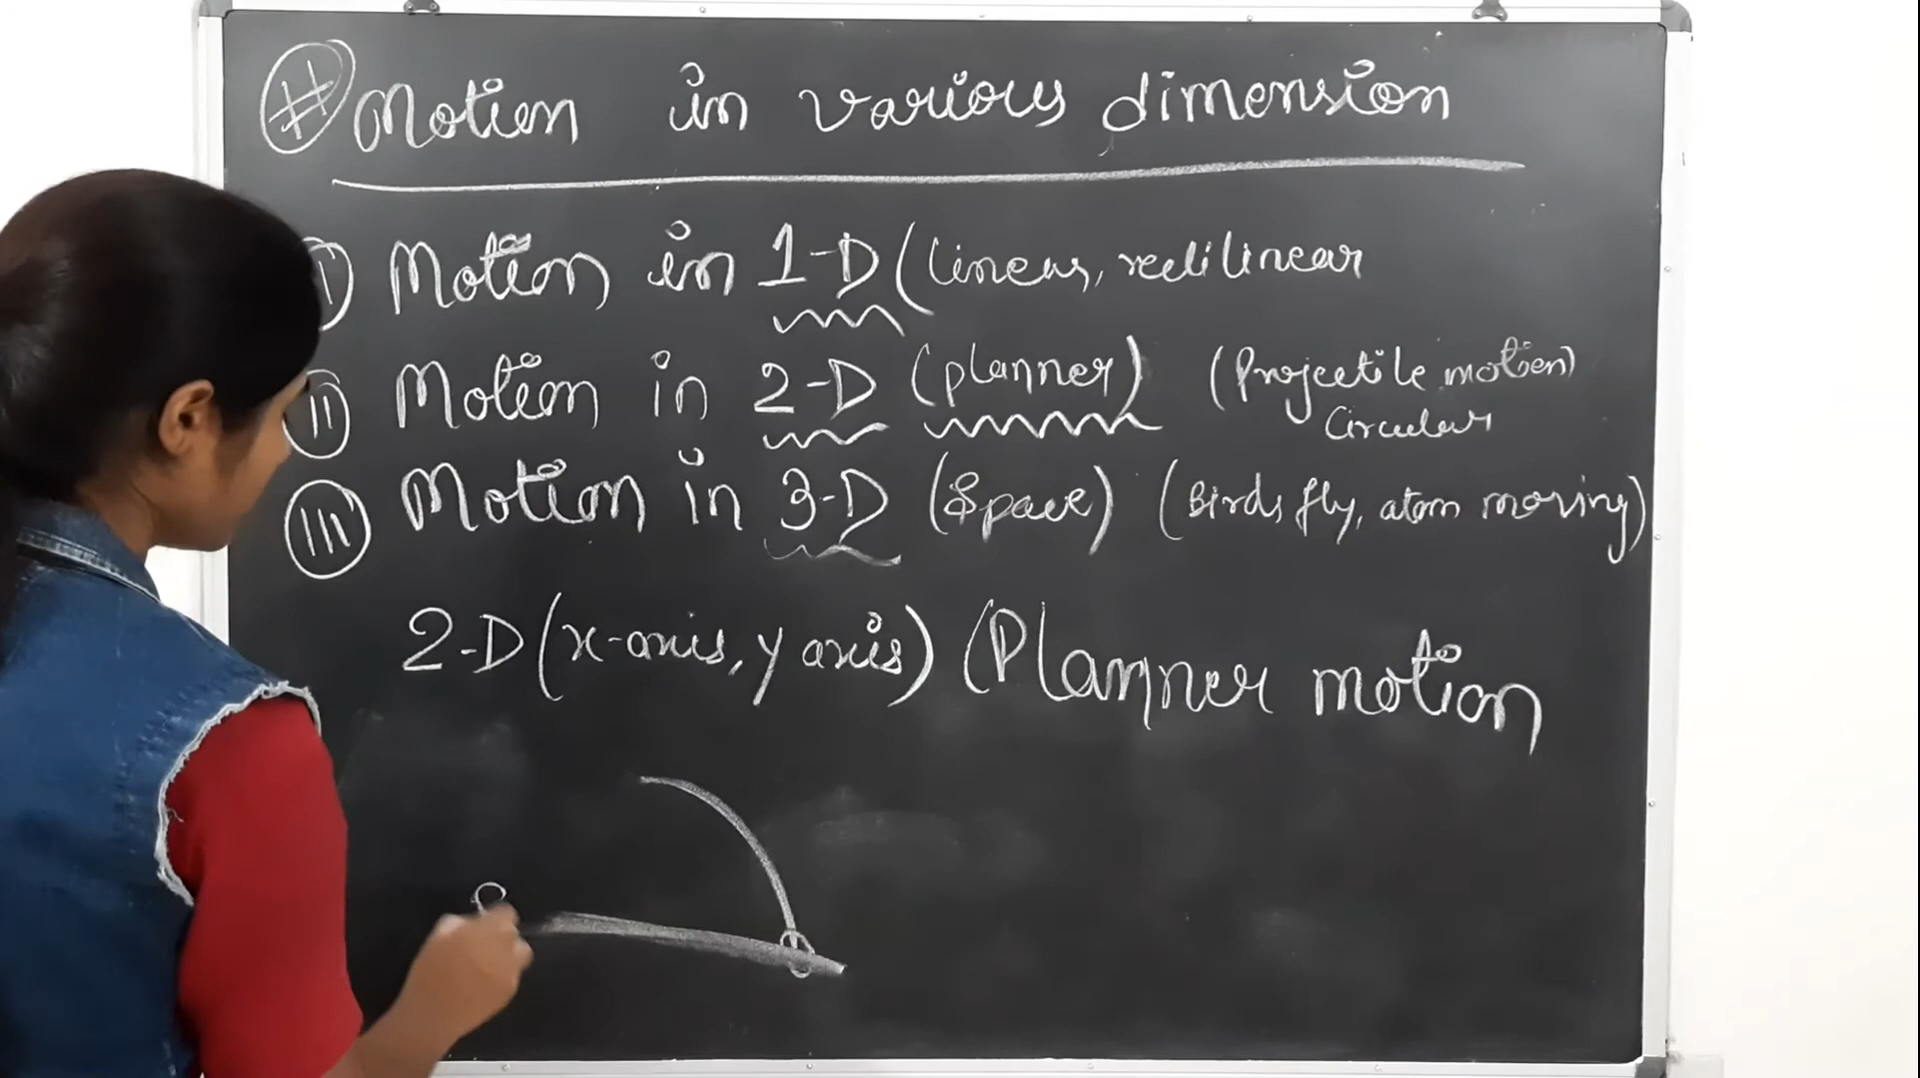 # Motion in various dimension
I) Motion in 1-D (linear, rectilinear
II) Motion in 2-D (planner) (Projectile motion)
Circular
III) Motion in 3-D (Space) (Birds fly, atom moving)
2-D (x-axis, y axis) (Planner motion